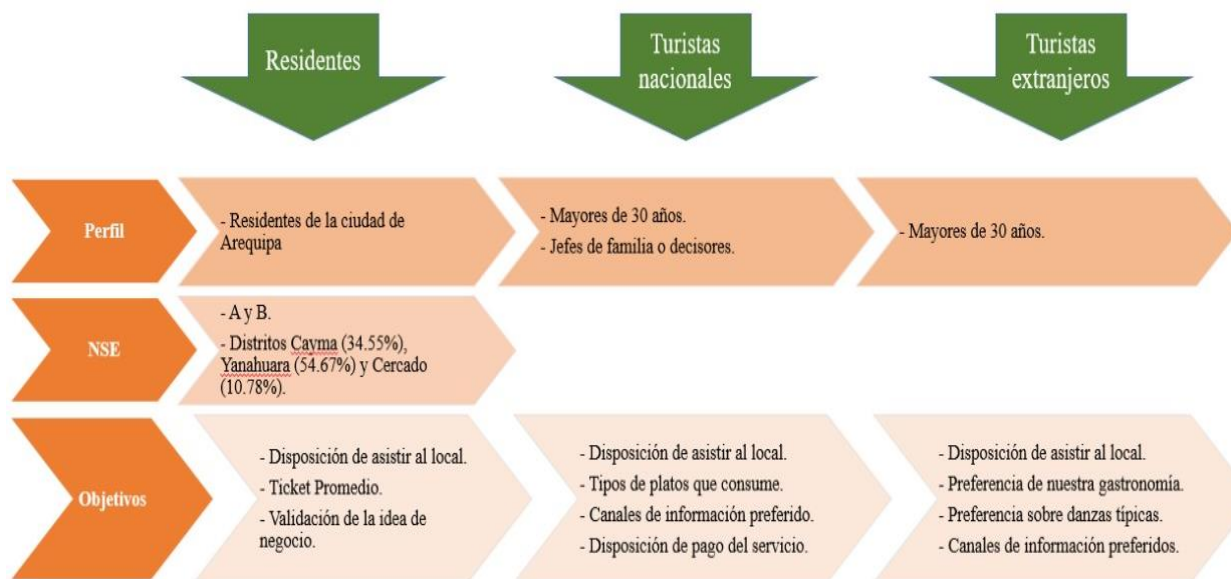 Residentes
Turistas
nacionales
Turistas
extranjeros
Perfil
- Residentes de la ciudad de
Arequipa
- Mayores de 30 años.
- Jefes de familia o decisores.
- Mayores de 30 años.
NSE
- A y B.
- Distritos Cayma (34.55%),
Yanahuara (54.67%) y Cercado
(10.78%).
Objetivos
- Disposición de asistir al local.
- Ticket Promedio.
- Validación de la idea de
negocio.
- Disposición de asistir al local.
- Tipos de platos que consume.
- Canales de información preferido.
- Disposición de pago del servicio.
- Disposición de asistir al local.
- Preferencia de nuestra gastronomía.
- Preferencia sobre danzas típicas.
- Canales de información preferidos.